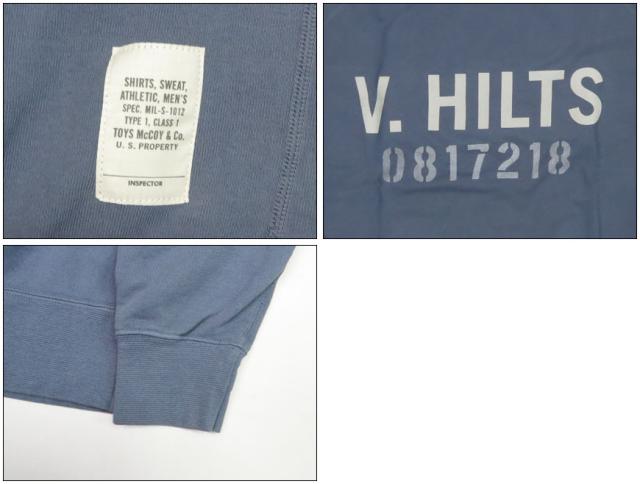 SHIRTS, SWEAT,
ATHLETIC, MEN'S
SPEC. MIL-S-1012
TYPE 1, CLASS 1
TOYS McCOY & Co.
U. S. PROPERTY
INSPECTOR
V. HILTS
0817218